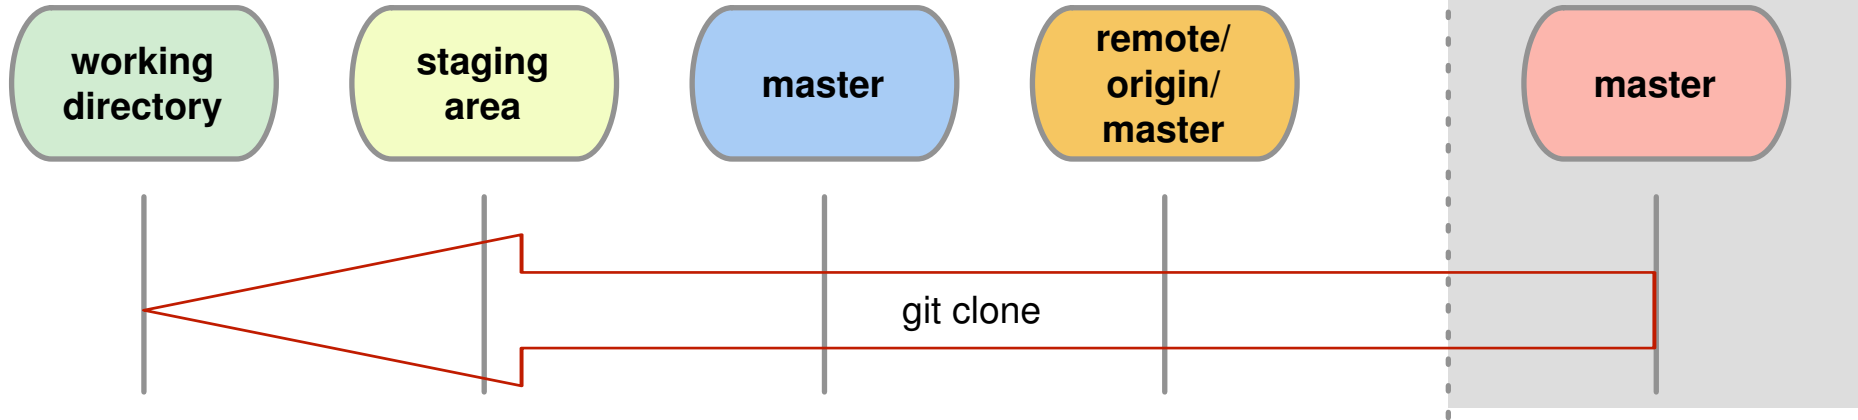 working
directory
staging
area
master
remote/
origin/
master
master
git clone